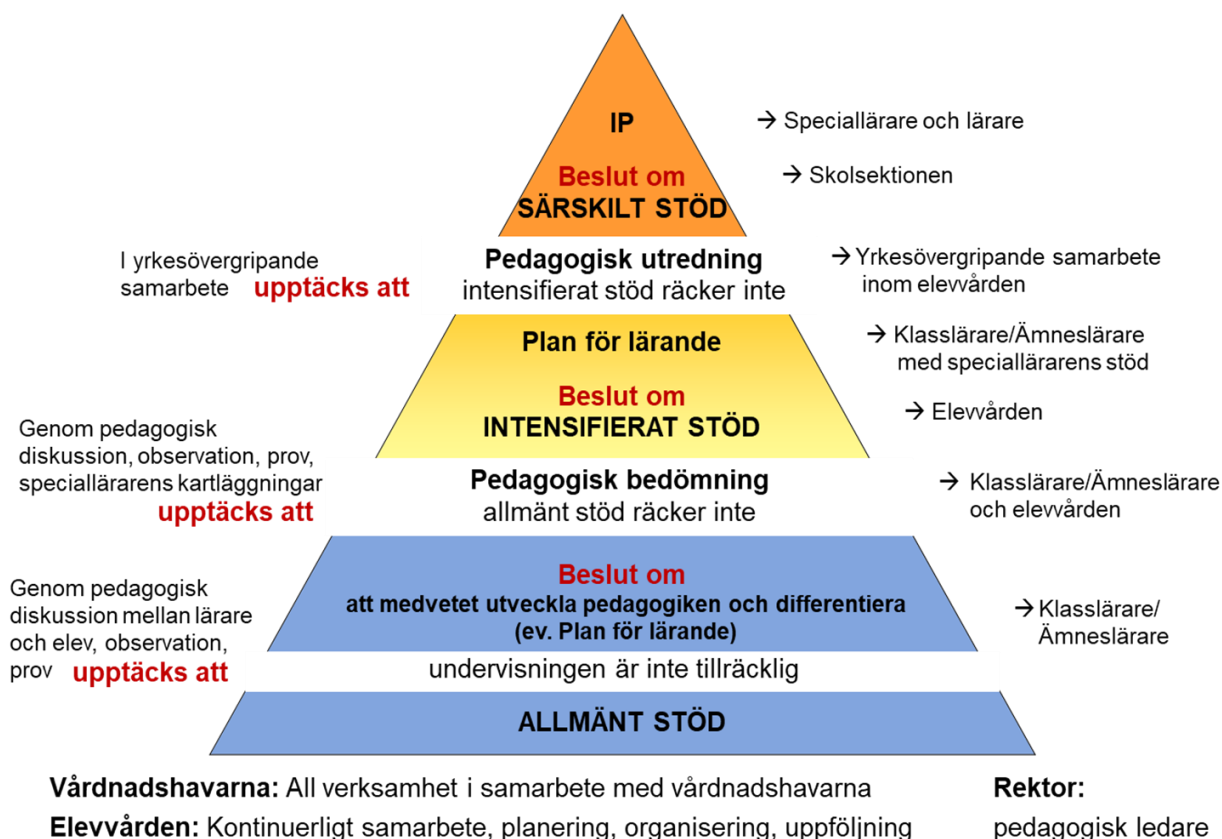 IP
→ Speciallärare och lärare
Beslut om
→ Skolsektionen
SÄRSKILT STÖD
I yrkesövergripande
samarbete upptäcks att
Pedagogisk utredning
intensifierat stöd räcker inte
→ Yrkesövergripande samarbete
inom elevvården
Plan för lärande
→ Klasslärare/Ämneslärare
med speciallärarens stöd
Beslut om
INTENSIFIERAT STÖD
→ Elevvården
Genom pedagogisk
diskussion, observation, prov,
speciallärarens kartläggningar
upptäcks att
Pedagogisk bedömning
allmänt stöd räcker inte
→ Klasslärare/Ämneslärare
och elevvården
Beslut om
att medvetet utveckla pedagogiken och differentiera
(ev. Plan för lärande)
→ Klasslärare/
Ämneslärare
Genom pedagogisk
diskussion mellan lärare
och elev, observation,
prov upptäcks att
undervisningen är inte tillräcklig
ALLMÄNT STÖD
Vårdnadshavarna: All verksamhet i samarbete med vårdnadshavarna
Elevvården: Kontinuerligt samarbete, planering, organisering, uppföljning
Rektor:
pedagogisk ledare